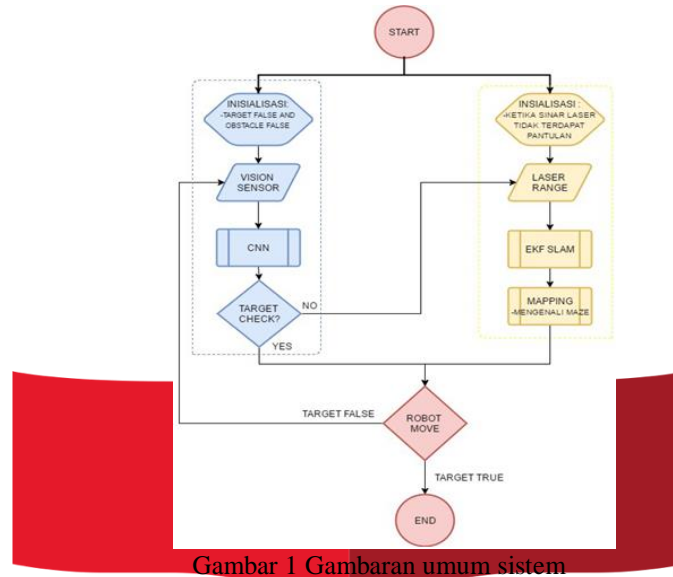 START
INISIALISASI:
-TARGET FALSE AND
OBSTACLE FALSE
INSIALISASI :
-KETIKA SINAR LASER
TIDAK TERDAPAT
PANTULAN
VISION
SENSOR
LASER
RANGE
CNN
EKF SLAM
TARGET
CHECK?
NO
MAPPING
-MENGENALI MAZE
YES
TARGET FALSE
ROBOT
MOVE
TARGET TRUE
END
Gambar 1 Gambaran umum sistem